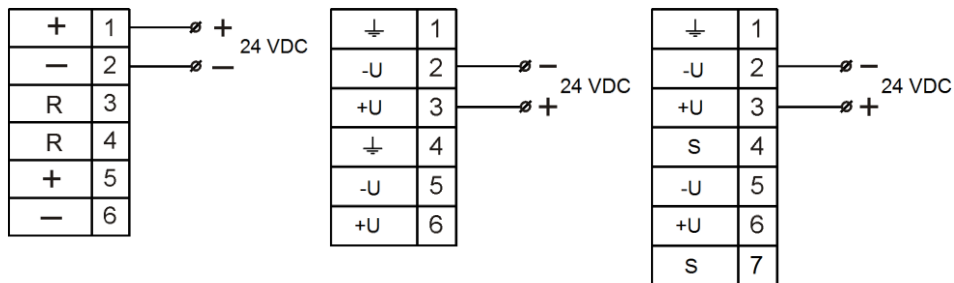 + 1 +
24 VDC
— 2 —
R 3
R 4
+ 5
— 6
⏚ 1
-U 2 —
24 VDC
+U 3 +
⏚ 4
-U 5
+U 6
⏚ 1
-U 2 —
24 VDC
+U 3 +
S 4
-U 5
+U 6
S 7